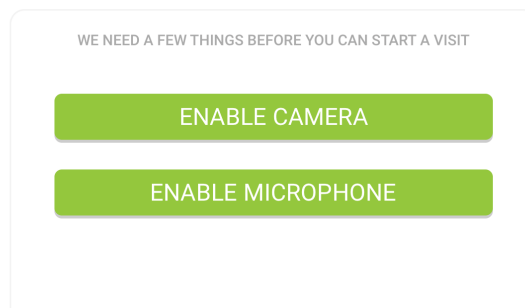 WE NEED A FEW THINGS BEFORE YOU CAN START A VISIT
ENABLE CAMERA
ENABLE MICROPHONE